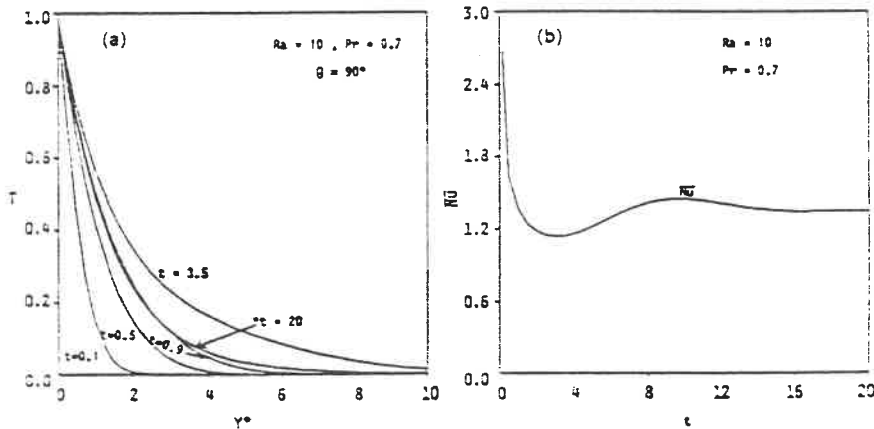 (a)
Ra = 10 , Pr = 0.7
θ = 90°
1.0
0.8
0.6
0.4
0.2
0.0
T
t = 3.5
*t = 20
t=0.5
t=0.9
t=0.1
0
2
4
6
8
10
Y*
(b)
Ra = 10
Pr = 0.7
3.0
2.4
1.8
1.2
0.6
0.0
Nu
Nu
0
4
8
12
16
20
t